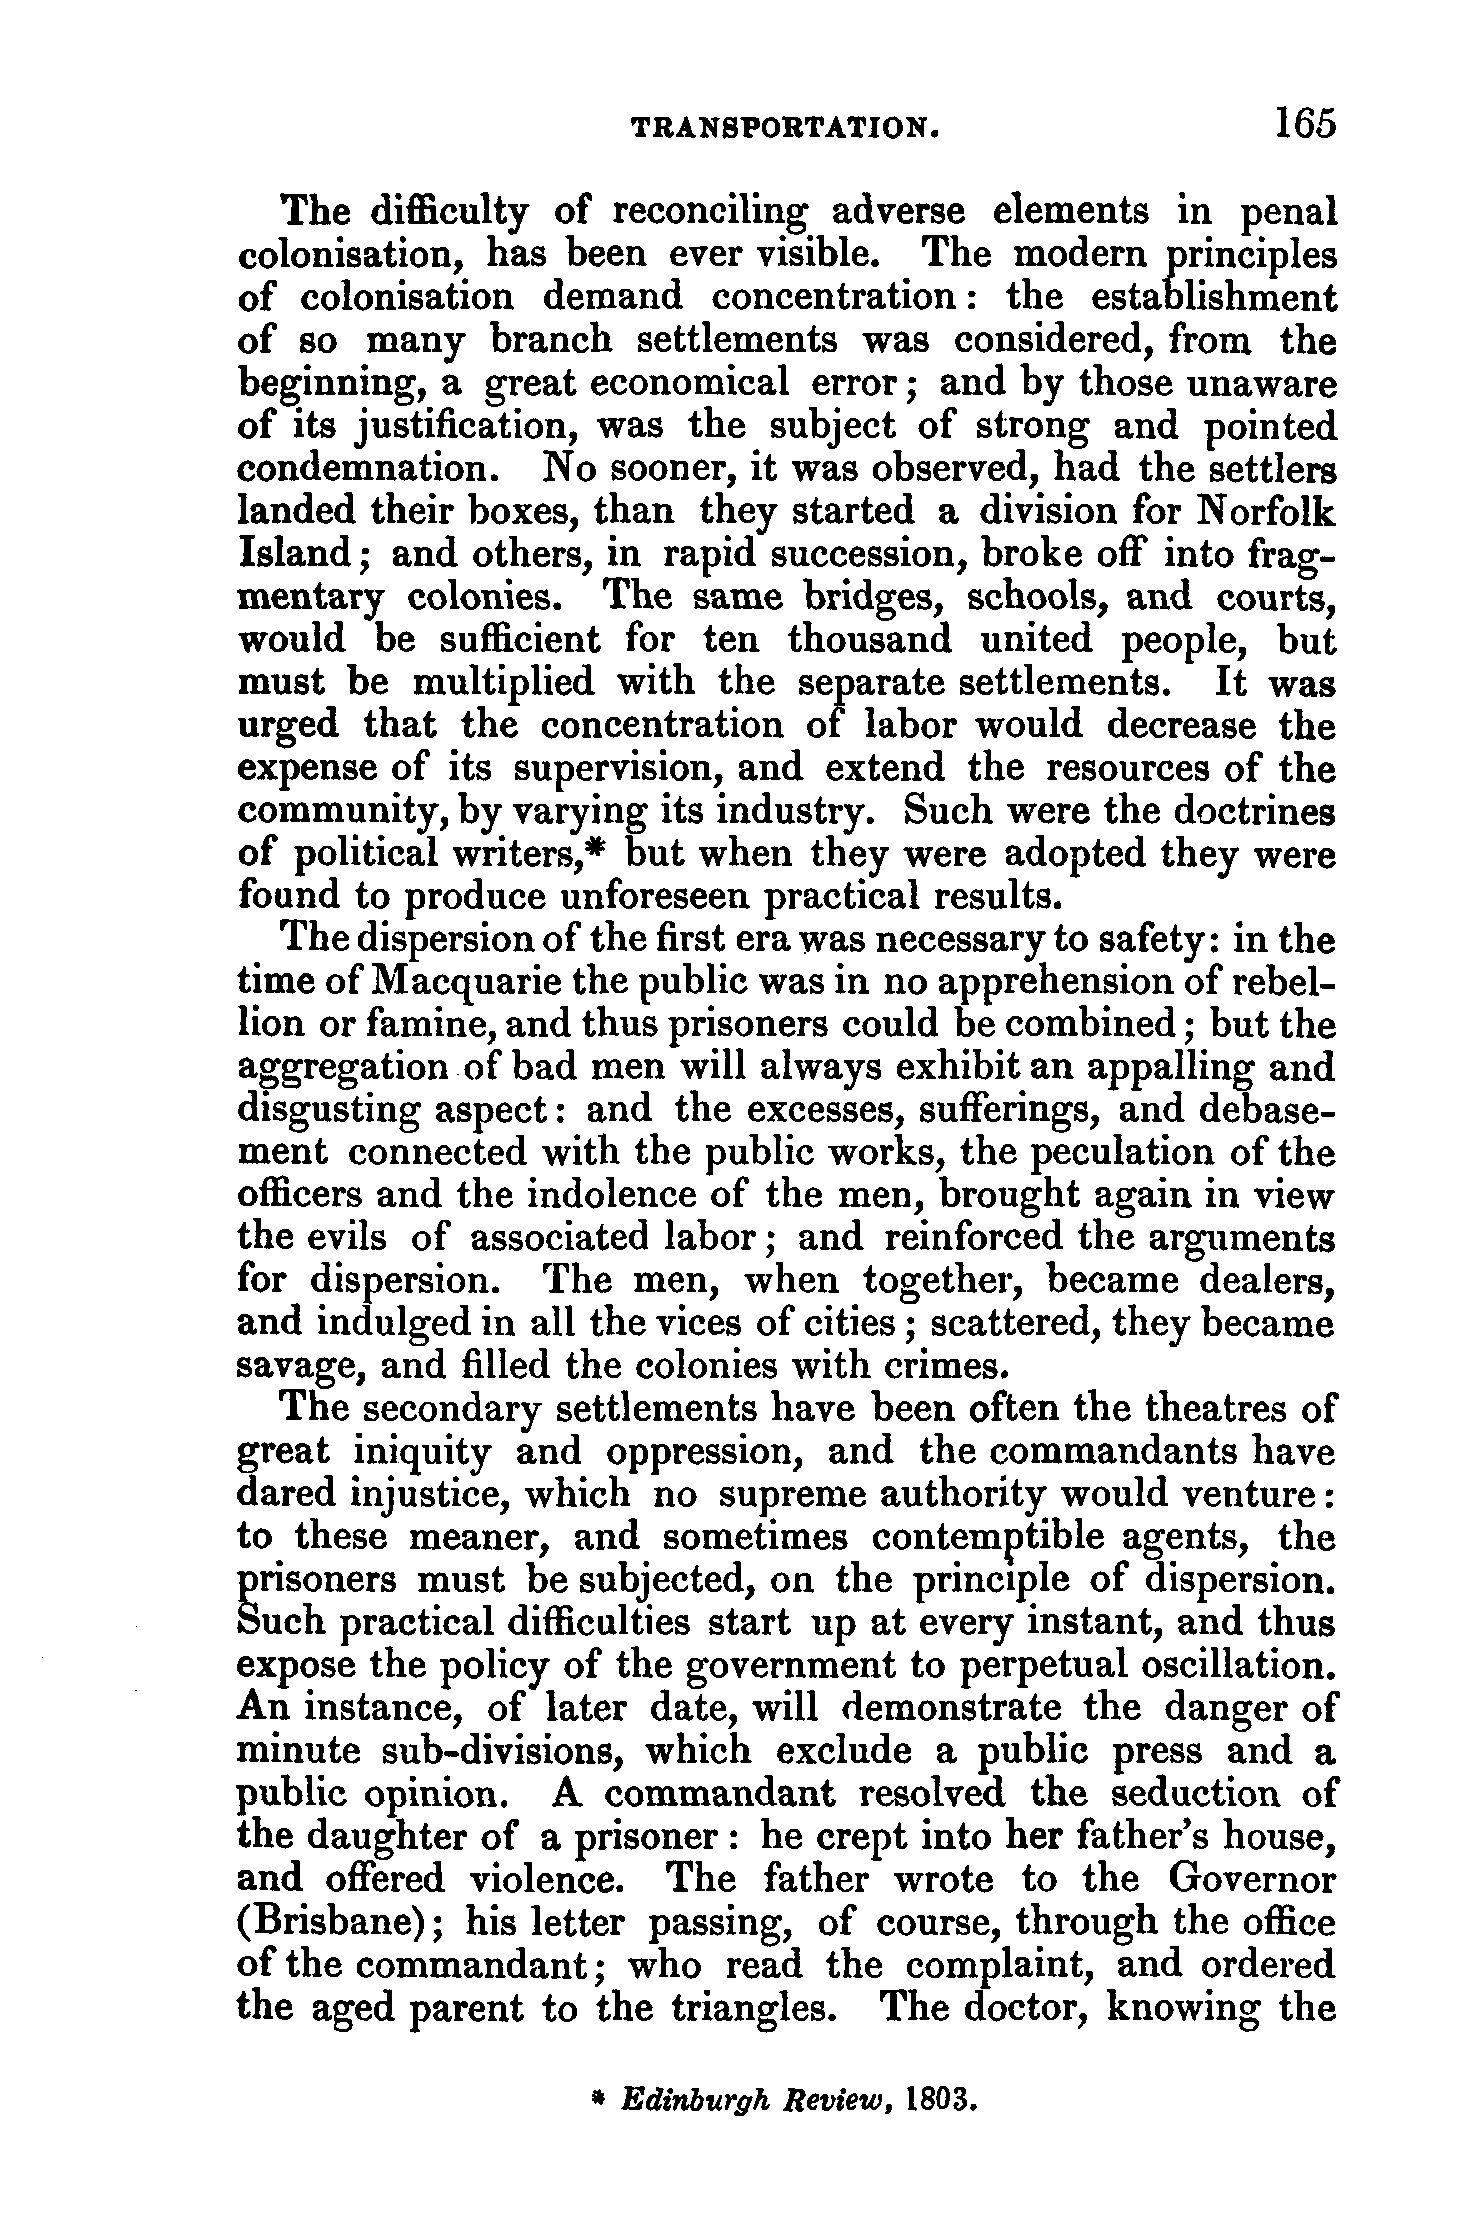 TRANSPORTATION. 165
The difficulty of reconciling adverse elements in penal
colonisation, has been ever visible. The modern principles
of colonisation demand concentration : the establishment
of so many branch settlements was considered, from the
beginning, a great economical error ; and by those unaware
of its justification, was the subject of strong and pointed
condemnation. No sooner, it was observed, had the settlers
landed their boxes, than they started a division for Norfolk
Island ; and others, in rapid succession, broke off into frag-
mentary colonies. The same bridges, schools, and courts,
would be sufficient for ten thousand united people, but
must be multiplied with the separate settlements. It was
urged that the concentration of labor would decrease the
expense of its supervision, and extend the resources of the
community, by varying its industry. Such were the doctrines
of political writers,* but when they were adopted they were
found to produce unforeseen practical results.
The dispersion of the first era was necessary to safety: in the
time of Macquarie the public was in no apprehension of rebel-
lion or famine, and thus prisoners could be combined ; but the
aggregation of bad men will always exhibit an appalling and
disgusting aspect : and the excesses, sufferings, and debase-
ment connected with the public works, the peculation of the
officers and the indolence of the men, brought again in view
the evils of associated labor ; and reinforced the arguments
for dispersion. The men, when together, became dealers,
and indulged in all the vices of cities ; scattered, they became
savage, and filled the colonies with crimes.
The secondary settlements have been often the theatres of
great iniquity and oppression, and the commandants have
dared injustice, which no supreme authority would venture :
to these meaner, and sometimes contemptible agents, the
prisoners must be subjected, on the principle of dispersion.
Such practical difficulties start up at every instant, and thus
expose the policy of the government to perpetual oscillation.
An instance, of later date, will demonstrate the danger of
minute sub-divisions, which exclude a public press and a
public opinion. A commandant resolved the seduction of
the daughter of a prisoner : he crept into her father's house,
and offered violence. The father wrote to the Governor
(Brisbane) ; his letter passing, of course, through the office
of the commandant ; who read the complaint, and ordered
the aged parent to the triangles. The doctor, knowing the
* Edinburgh Review, 1803.